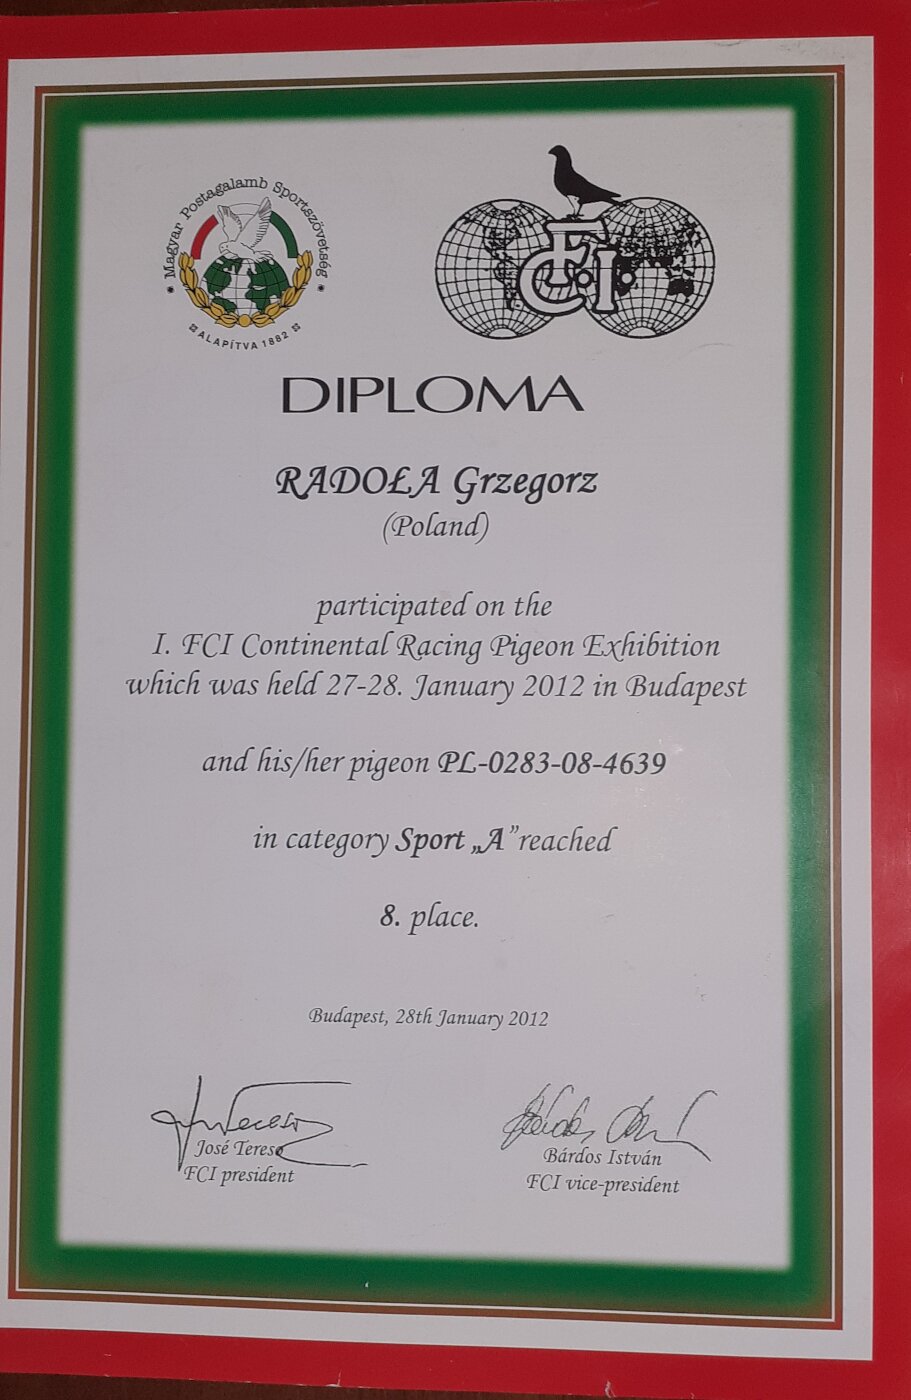 • Magyar Postagalamb Sportszövetség •
ALAPÍTVA 1882
F.C.I.
DIPLOMA
RADOŁA Grzegorz
(Poland)
participated on the
I. FCI Continental Racing Pigeon Exhibition
which was held 27-28. January 2012 in Budapest
and his/her pigeon PL-0283-08-4639
in category Sport „A” reached
8. place.
Budapest, 28th January 2012
José Tereso
FCI president
Bárdos István
FCI vice-president